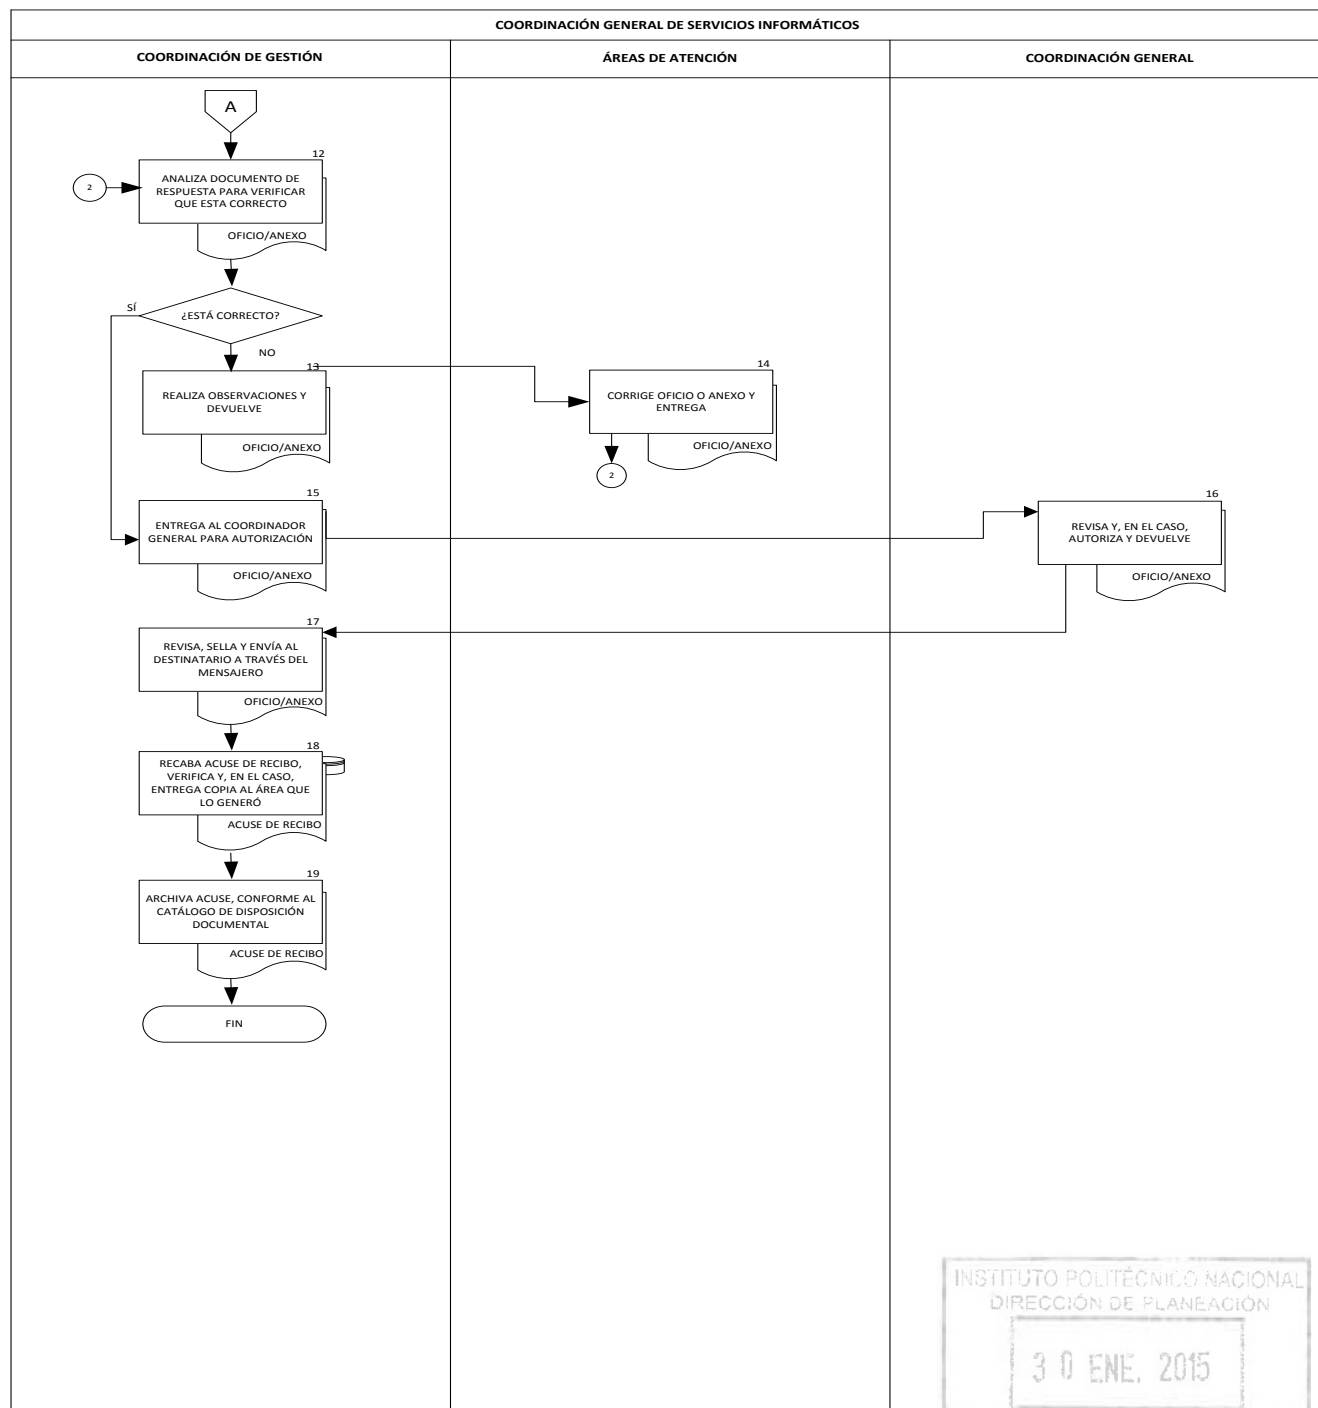 COORDINACIÓN GENERAL DE SERVICIOS INFORMÁTICOS
COORDINACIÓN DE GESTIÓN
ÁREAS DE ATENCIÓN
COORDINACIÓN GENERAL
A
12
2
ANALIZA DOCUMENTO DE
RESPUESTA PARA VERIFICAR
QUE ESTA CORRECTO
OFICIO/ANEXO
SÍ
¿ESTÁ CORRECTO?
NO
13
REALIZA OBSERVACIONES Y
DEVUELVE
OFICIO/ANEXO
14
CORRIGE OFICIO O ANEXO Y
ENTREGA
OFICIO/ANEXO
2
15
ENTREGA AL COORDINADOR
GENERAL PARA AUTORIZACIÓN
OFICIO/ANEXO
16
REVISA Y, EN EL CASO,
AUTORIZA Y DEVUELVE
OFICIO/ANEXO
17
REVISA, SELLA Y ENVÍA AL
DESTINATARIO A TRAVÉS DEL
MENSAJERO
OFICIO/ANEXO
18
RECABA ACUSE DE RECIBO,
VERIFICA Y, EN EL CASO,
ENTREGA COPIA AL ÁREA QUE
LO GENERÓ
ACUSE DE RECIBO
19
ARCHIVA ACUSE, CONFORME AL
CATÁLOGO DE DISPOSICIÓN
DOCUMENTAL
ACUSE DE RECIBO
FIN
INSTITUTO POLITÉCNICO NACIONAL
DIRECCIÓN DE PLANEACIÓN
30 ENE. 2015